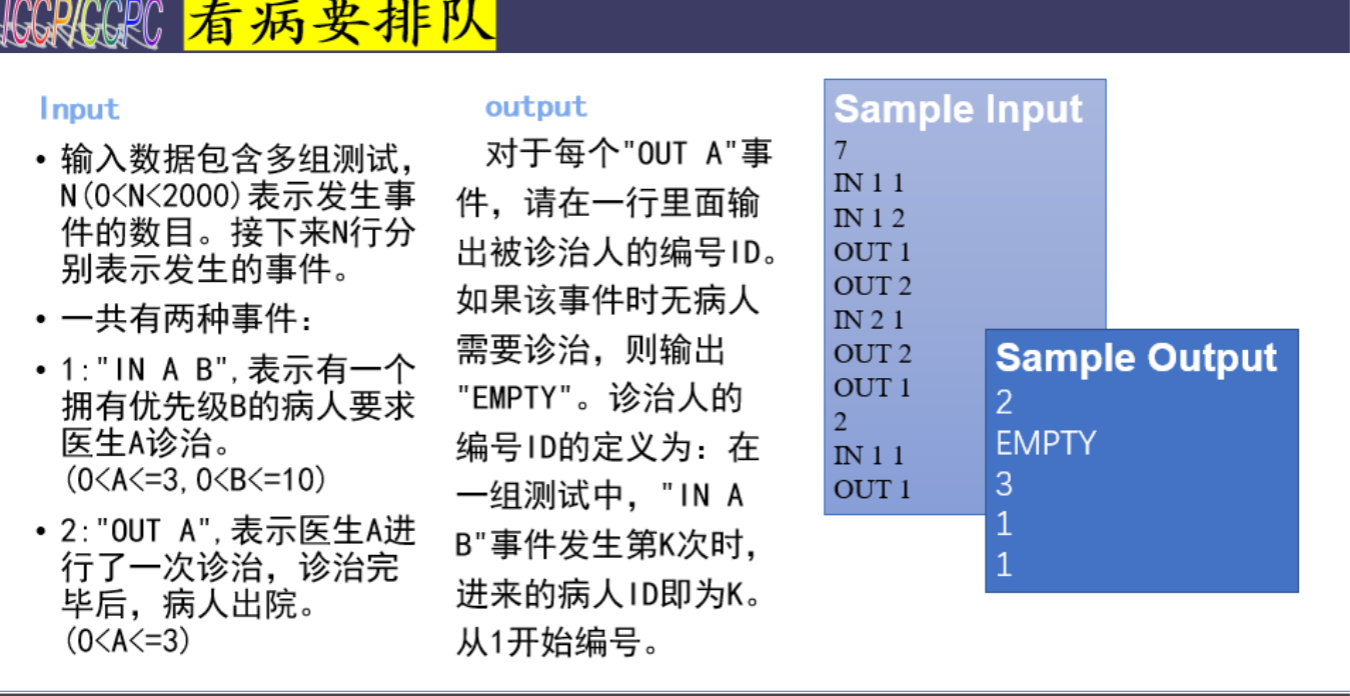 ICCP/CCPC 看病要排队
Input
• 输入数据包含多组测试，
N(0<N<2000)表示发生事
件的数目。接下来N行分
别表示发生的事件。
• 一共有两种事件：
• 1:"IN A B",表示有一个
拥有优先级B的病人要求
医生A诊治。
(0<A<=3,0<B<=10)
• 2:"OUT A",表示医生A进
行了一次诊治，诊治完
毕后，病人出院。
(0<A<=3)
output
对于每个"OUT A"事
件，请在一行里面输
出被诊治人的编号ID。
如果该事件时无病人
需要诊治，则输出
"EMPTY"。诊治人的
编号ID的定义为：在
一组测试中，"IN A
B"事件发生第K次时，
进来的病人ID即为K。
从1开始编号。
Sample Input
7
IN 1 1
IN 1 2
OUT 1
OUT 2
IN 2 1
OUT 2
OUT 1
2
IN 1 1
OUT 1
Sample Output
2
EMPTY
3
1
1